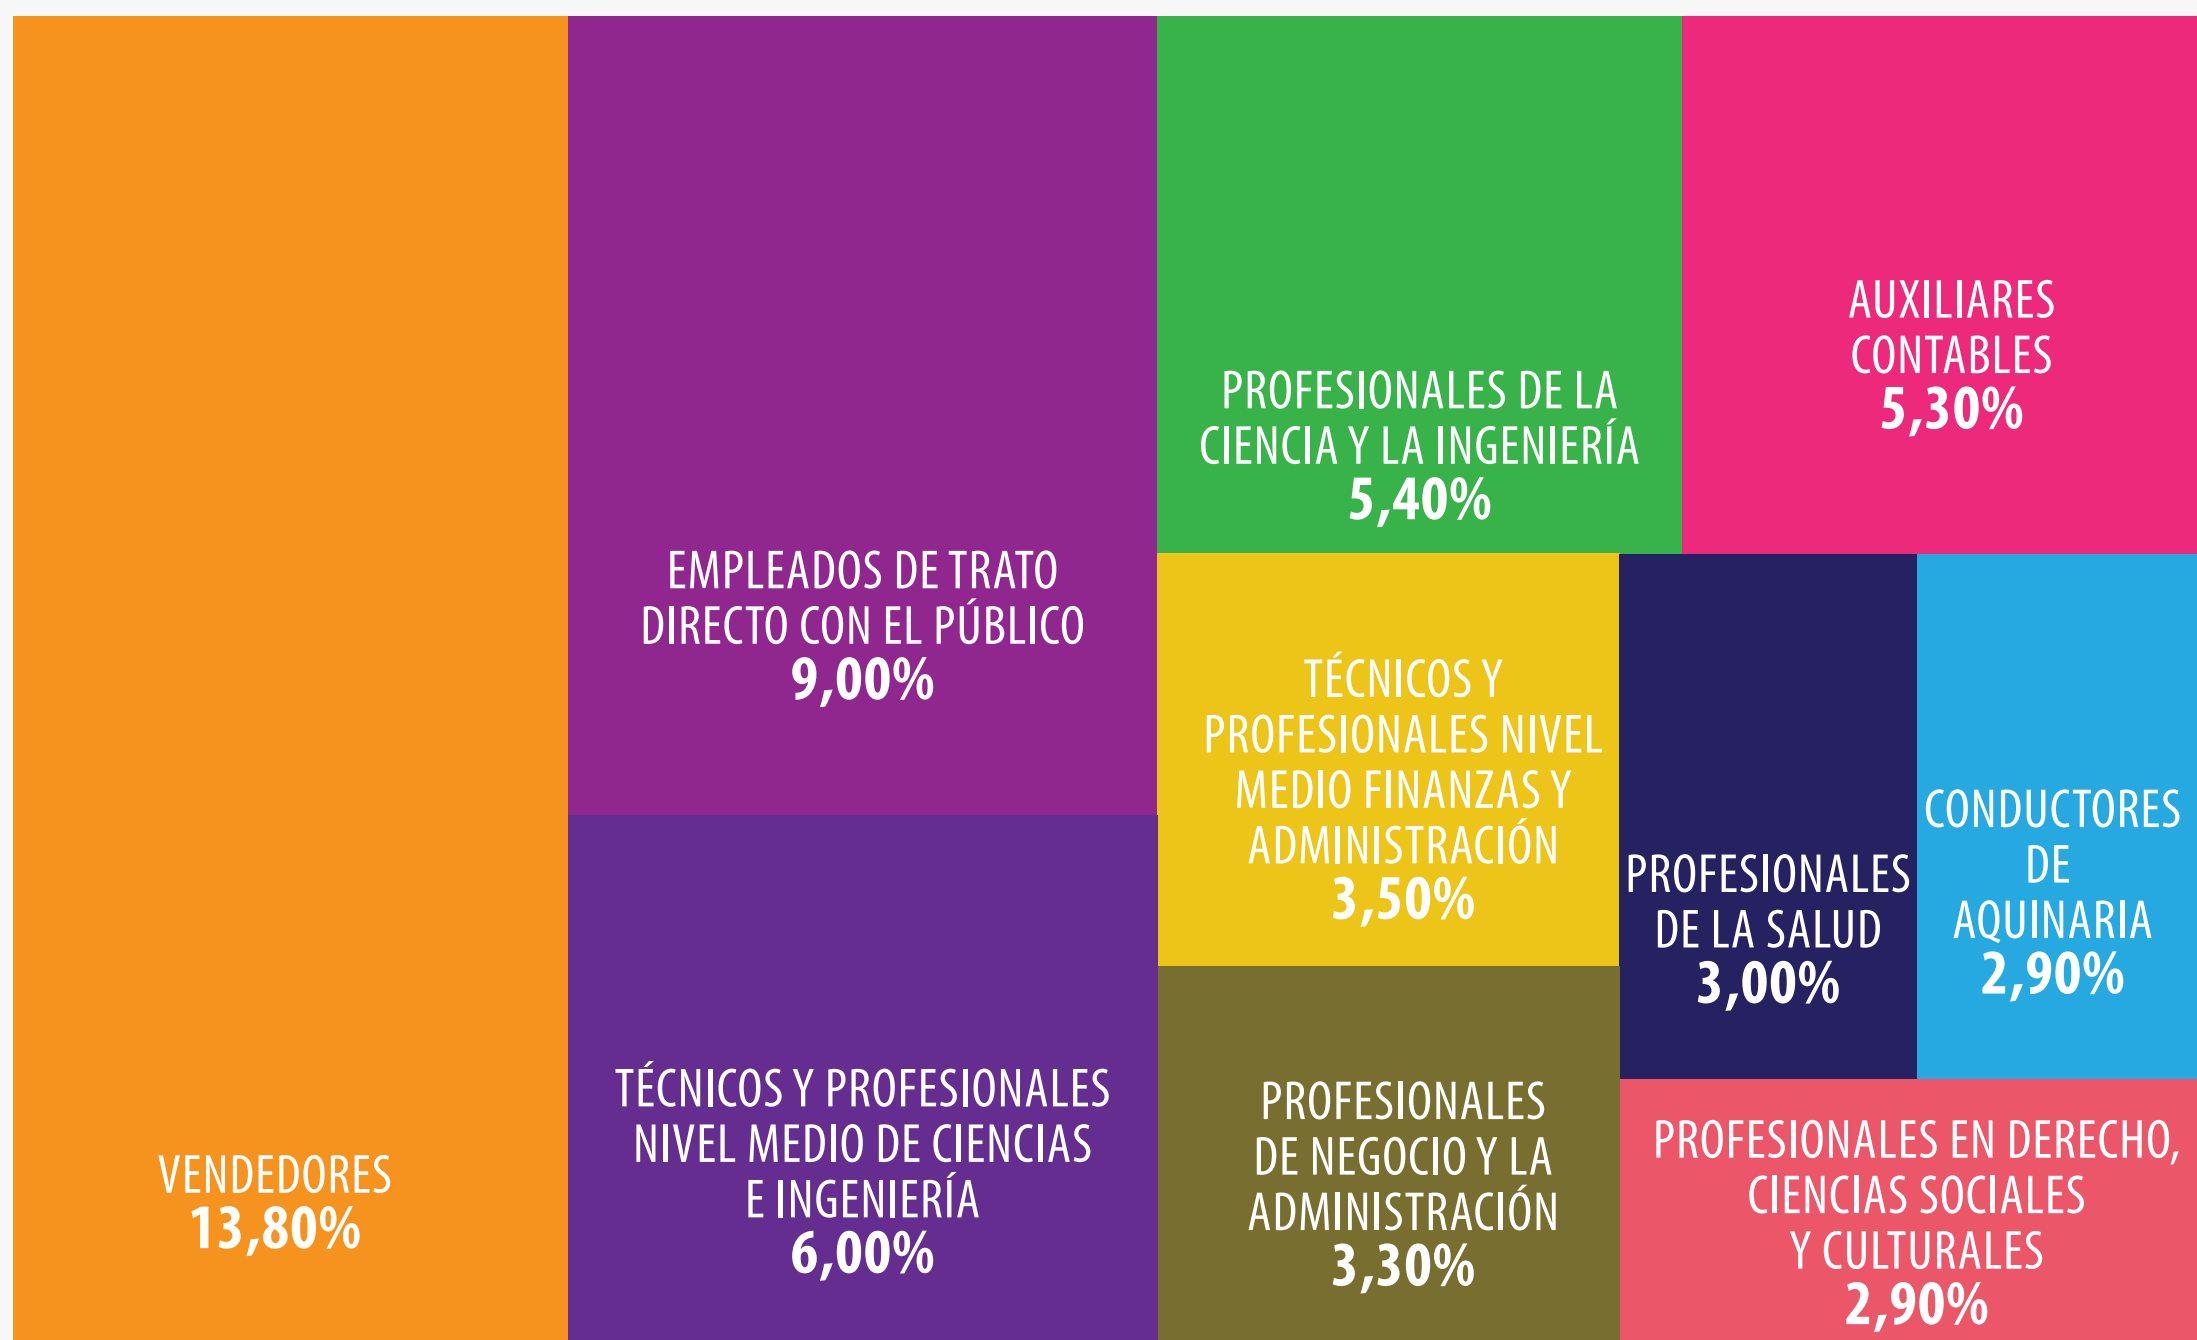 VENDEDORES
13,80%
EMPLEADOS DE TRATO
DIRECTO CON EL PÚBLICO
9,00%
TÉCNICOS Y PROFESIONALES
NIVEL MEDIO DE CIENCIAS
E INGENIERÍA
6,00%
PROFESIONALES DE LA
CIENCIA Y LA INGENIERÍA
5,40%
AUXILIARES
CONTABLES
5,30%
TÉCNICOS Y
PROFESIONALES NIVEL
MEDIO FINANZAS Y
ADMINISTRACIÓN
3,50%
PROFESIONALES
DE NEGOCIO Y LA
ADMINISTRACIÓN
3,30%
PROFESIONALES
DE LA SALUD
3,00%
CONDUCTORES
DE
AQUINARIA
2,90%
PROFESIONALES EN DERECHO,
CIENCIAS SOCIALES
Y CULTURALES
2,90%